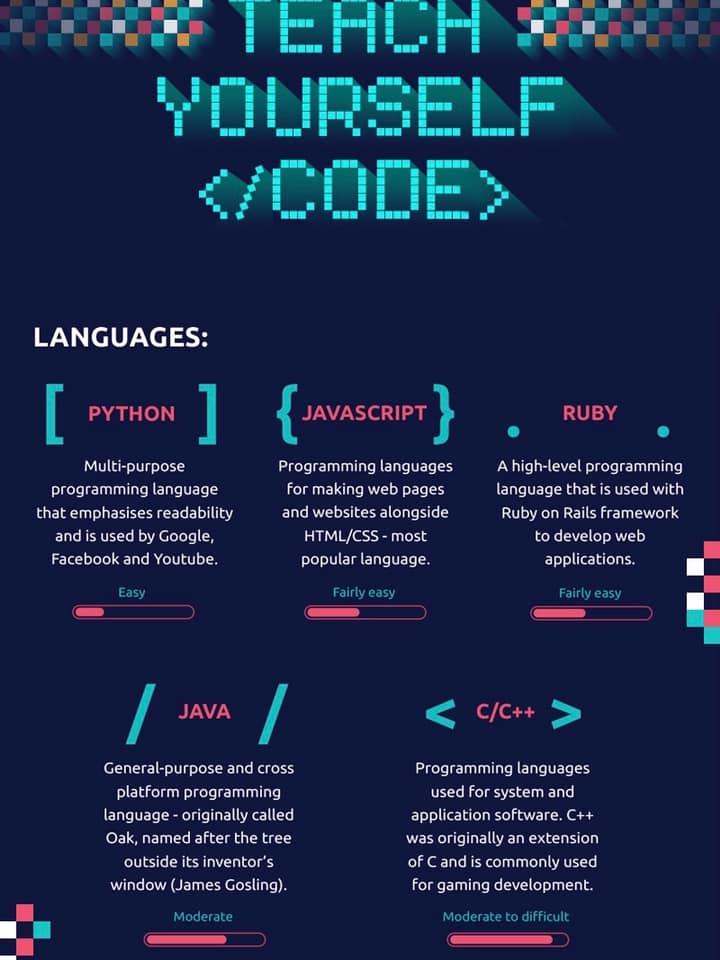 TEACH
YOURSELF
</CODE>
LANGUAGES:
[ PYTHON ]
Multi-purpose
programming language
that emphasises readability
and is used by Google,
Facebook and Youtube.
Easy
{ JAVASCRIPT }
Programming languages
for making web pages
and websites alongside
HTML/CSS - most
popular language.
Fairly easy
. RUBY .
A high-level programming
language that is used with
Ruby on Rails framework
to develop web
applications.
Fairly easy
/ JAVA /
General-purpose and cross
platform programming
language - originally called
Oak, named after the tree
outside its inventor's
window (James Gosling).
Moderate
< C/C++ >
Programming languages
used for system and
application software. C++
was originally an extension
of C and is commonly used
for gaming development.
Moderate to difficult